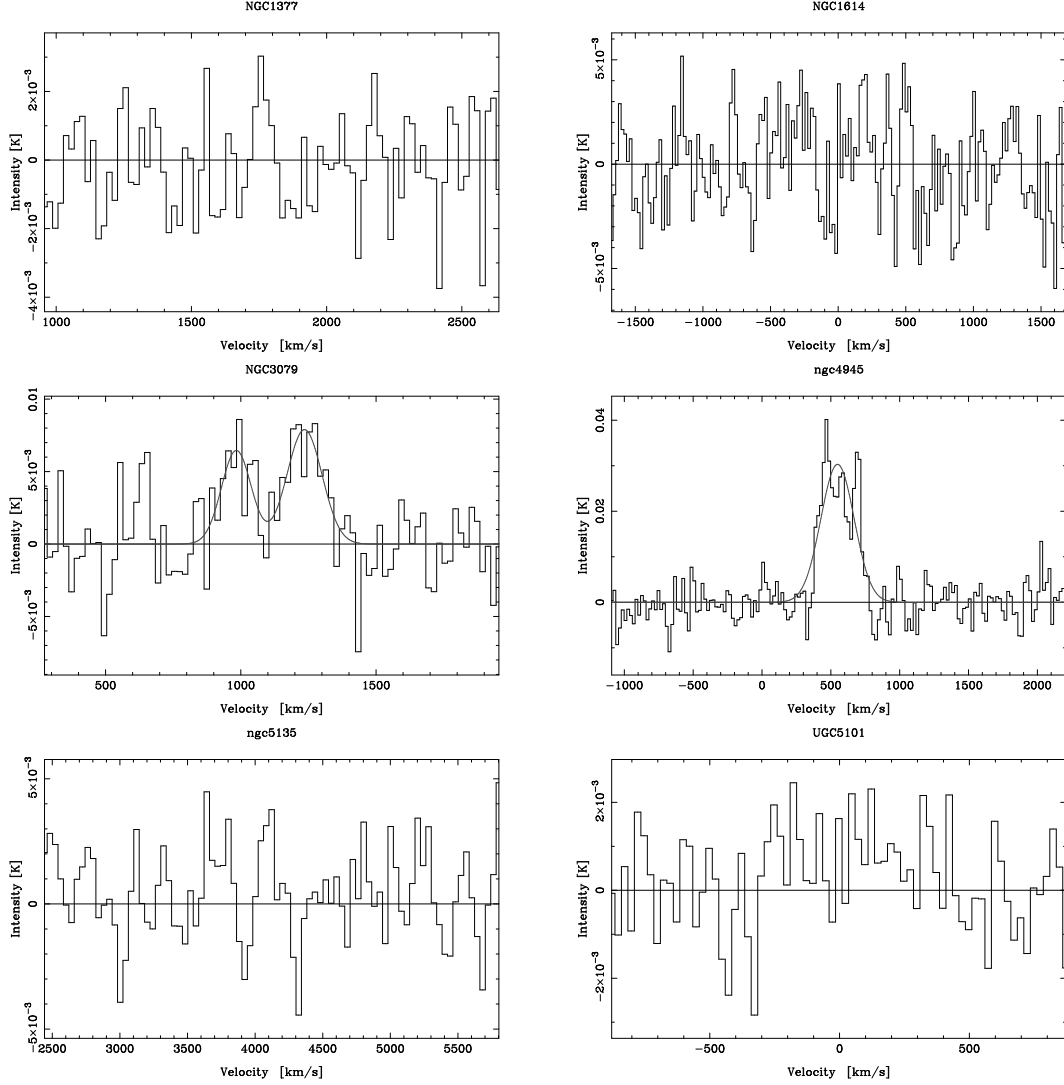 NGC1377
Intensity [K]
2×10⁻³
0
−2×10⁻³
−4×10⁻³
1000 1500 2000 2500
Velocity [km/s]
NGC1614
Intensity [K]
5×10⁻³
0
−5×10⁻³
−1500 −1000 −500 0 500 1000 1500
Velocity [km/s]
NGC3079
Intensity [K]
0.01
5×10⁻³
0
−5×10⁻³
500 1000 1500
Velocity [km/s]
ngc4945
Intensity [K]
0.04
0.02
0
−1000 −500 0 500 1000 1500 2000
Velocity [km/s]
ngc5135
Intensity [K]
5×10⁻³
0
−5×10⁻³
2500 3000 3500 4000 4500 5000 5500
Velocity [km/s]
UGC5101
Intensity [K]
2×10⁻³
0
−2×10⁻³
−500 0 500
Velocity [km/s]